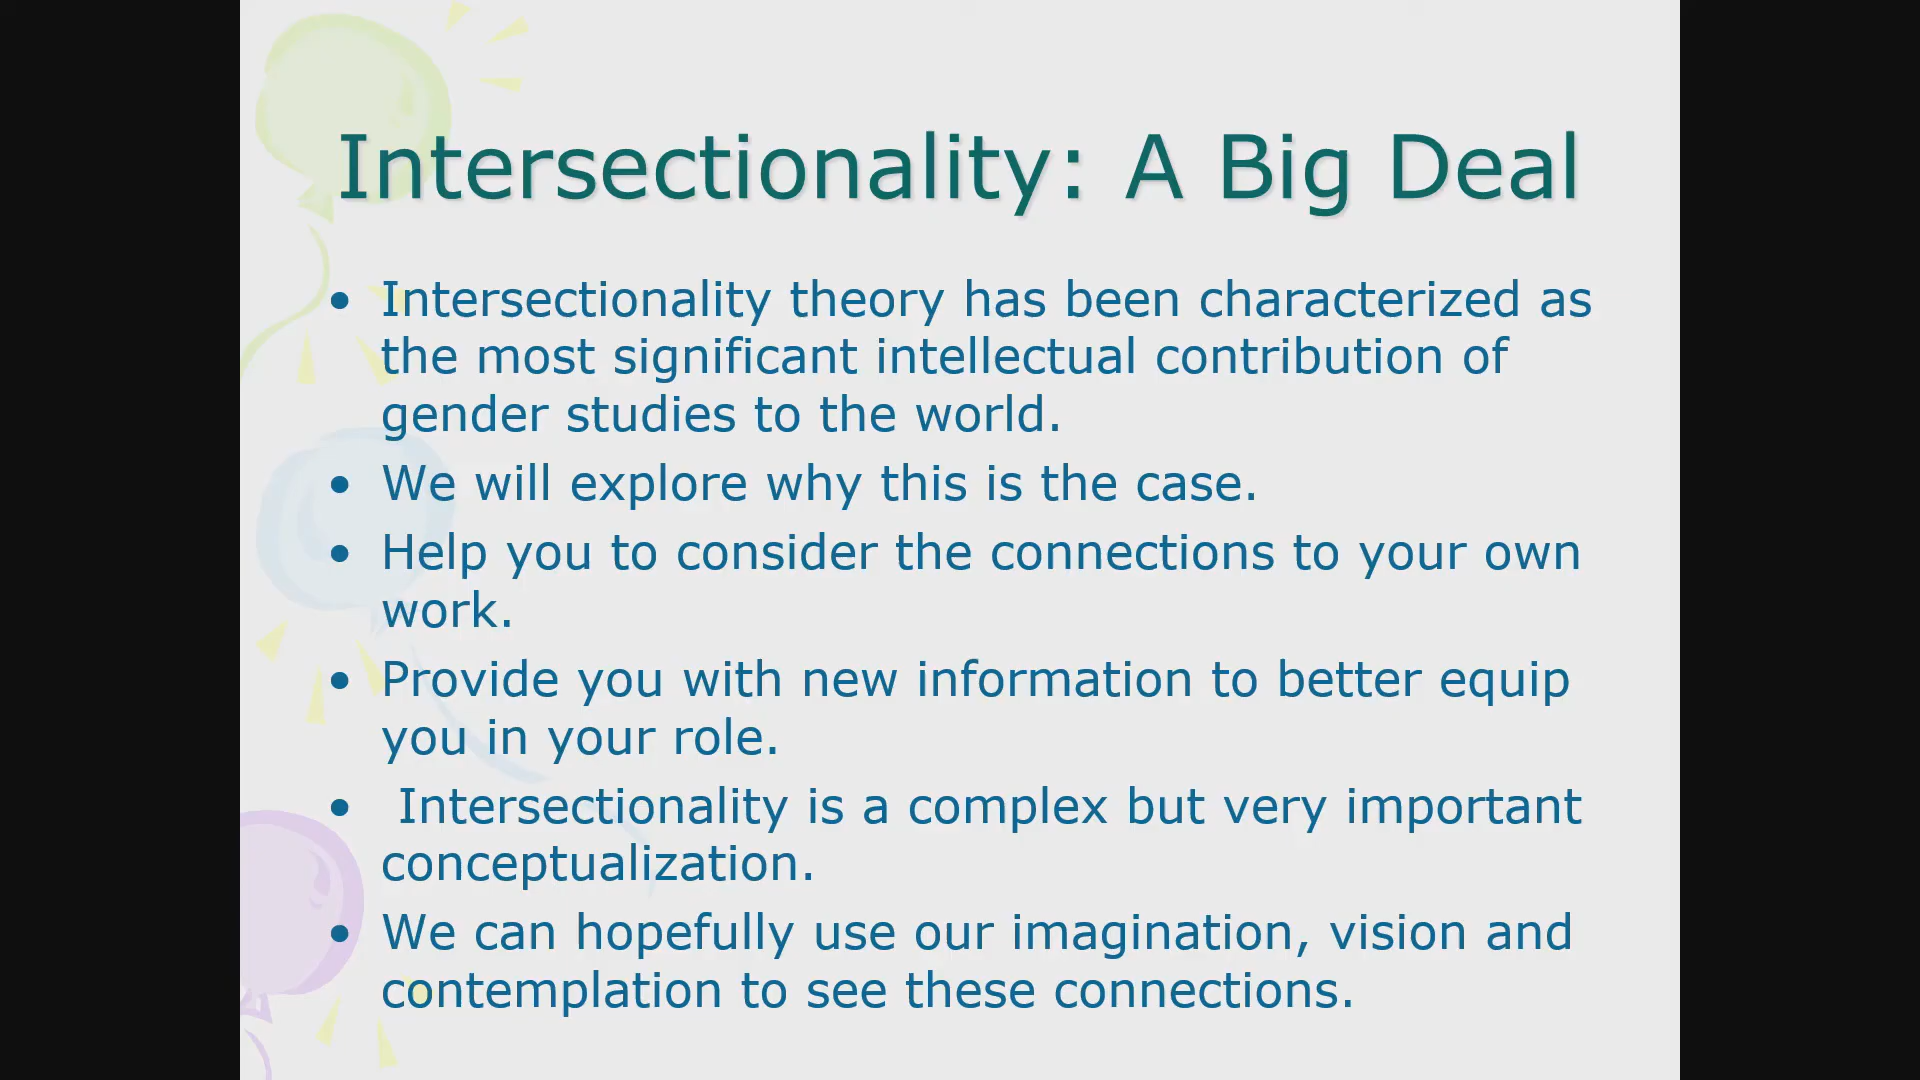 Intersectionality: A Big Deal
• Intersectionality theory has been characterized as
the most significant intellectual contribution of
gender studies to the world.
• We will explore why this is the case.
• Help you to consider the connections to your own
work.
• Provide you with new information to better equip
you in your role.
• Intersectionality is a complex but very important
conceptualization.
• We can hopefully use our imagination, vision and
contemplation to see these connections.